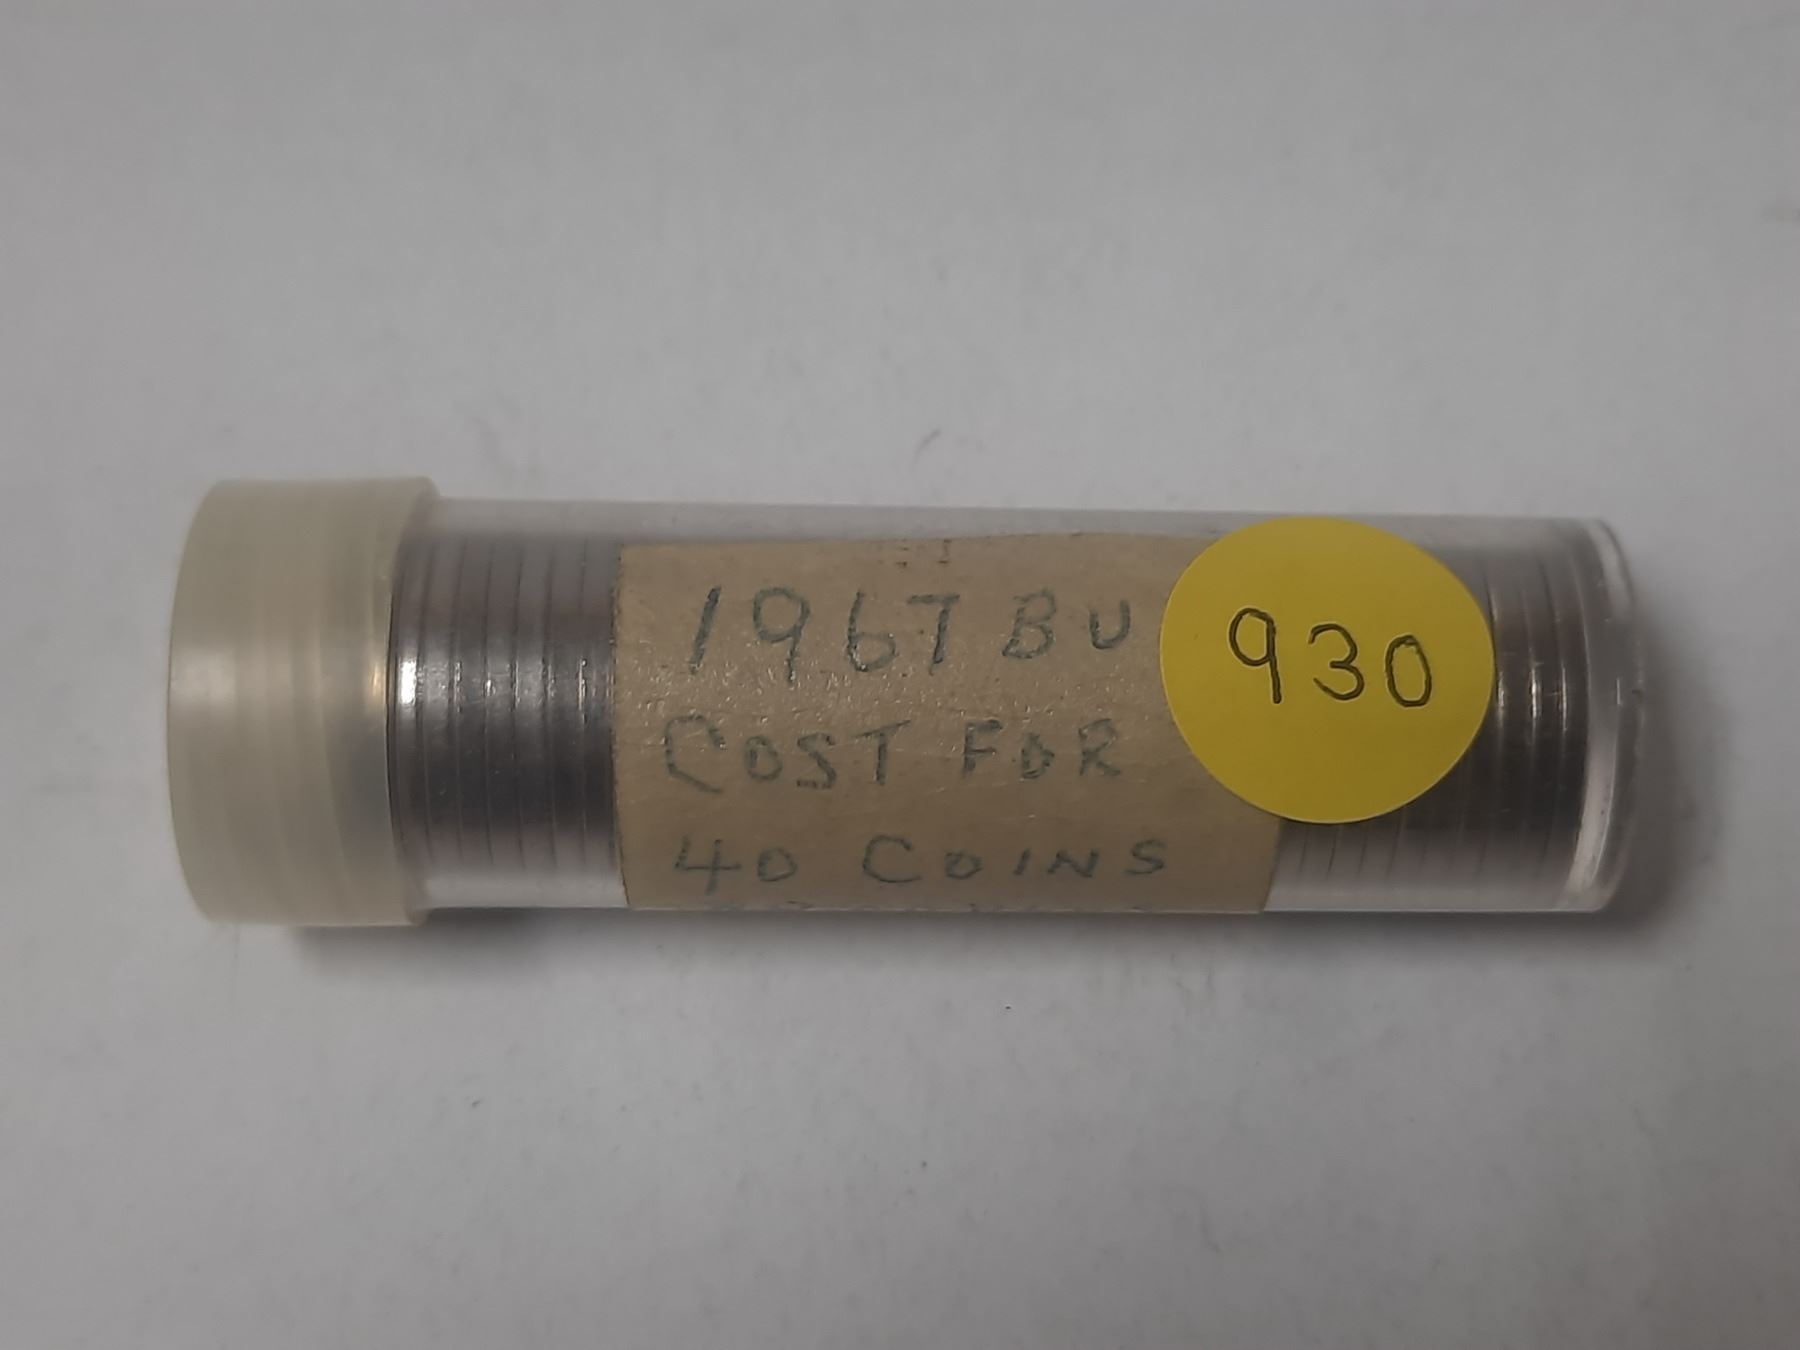 1967 BU
COST FOR
40 COINS
930